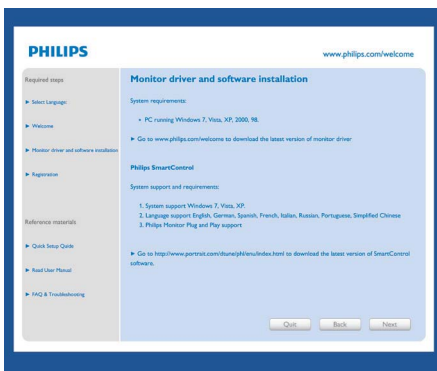 PHILIPS
www.philips.com/welcome
Required steps
Select Language
Welcome
Monitor driver and software installation
Registration
Reference materials
Quick Setup Quide
Read User Manual
FAQ & Troubleshooting
Monitor driver and software installation
System requirements:
PC running Windows 7, Vista, XP, 2000, 98.
Go to www.philips.com/welcome to download the latest version of monitor driver
Philips SmartControl
System support and requirements:
1. System support Windows 7, Vista, XP.
2. Language support English, German, Spanish, French, Italian, Russian, Portuguese, Simplified Chinese
3. Philips Monitor Plug and Play support
Go to http://www.portrait.com/dtune/phl/enu/index.html to download the latest version of SmartControl
software.
Quit
Back
Next